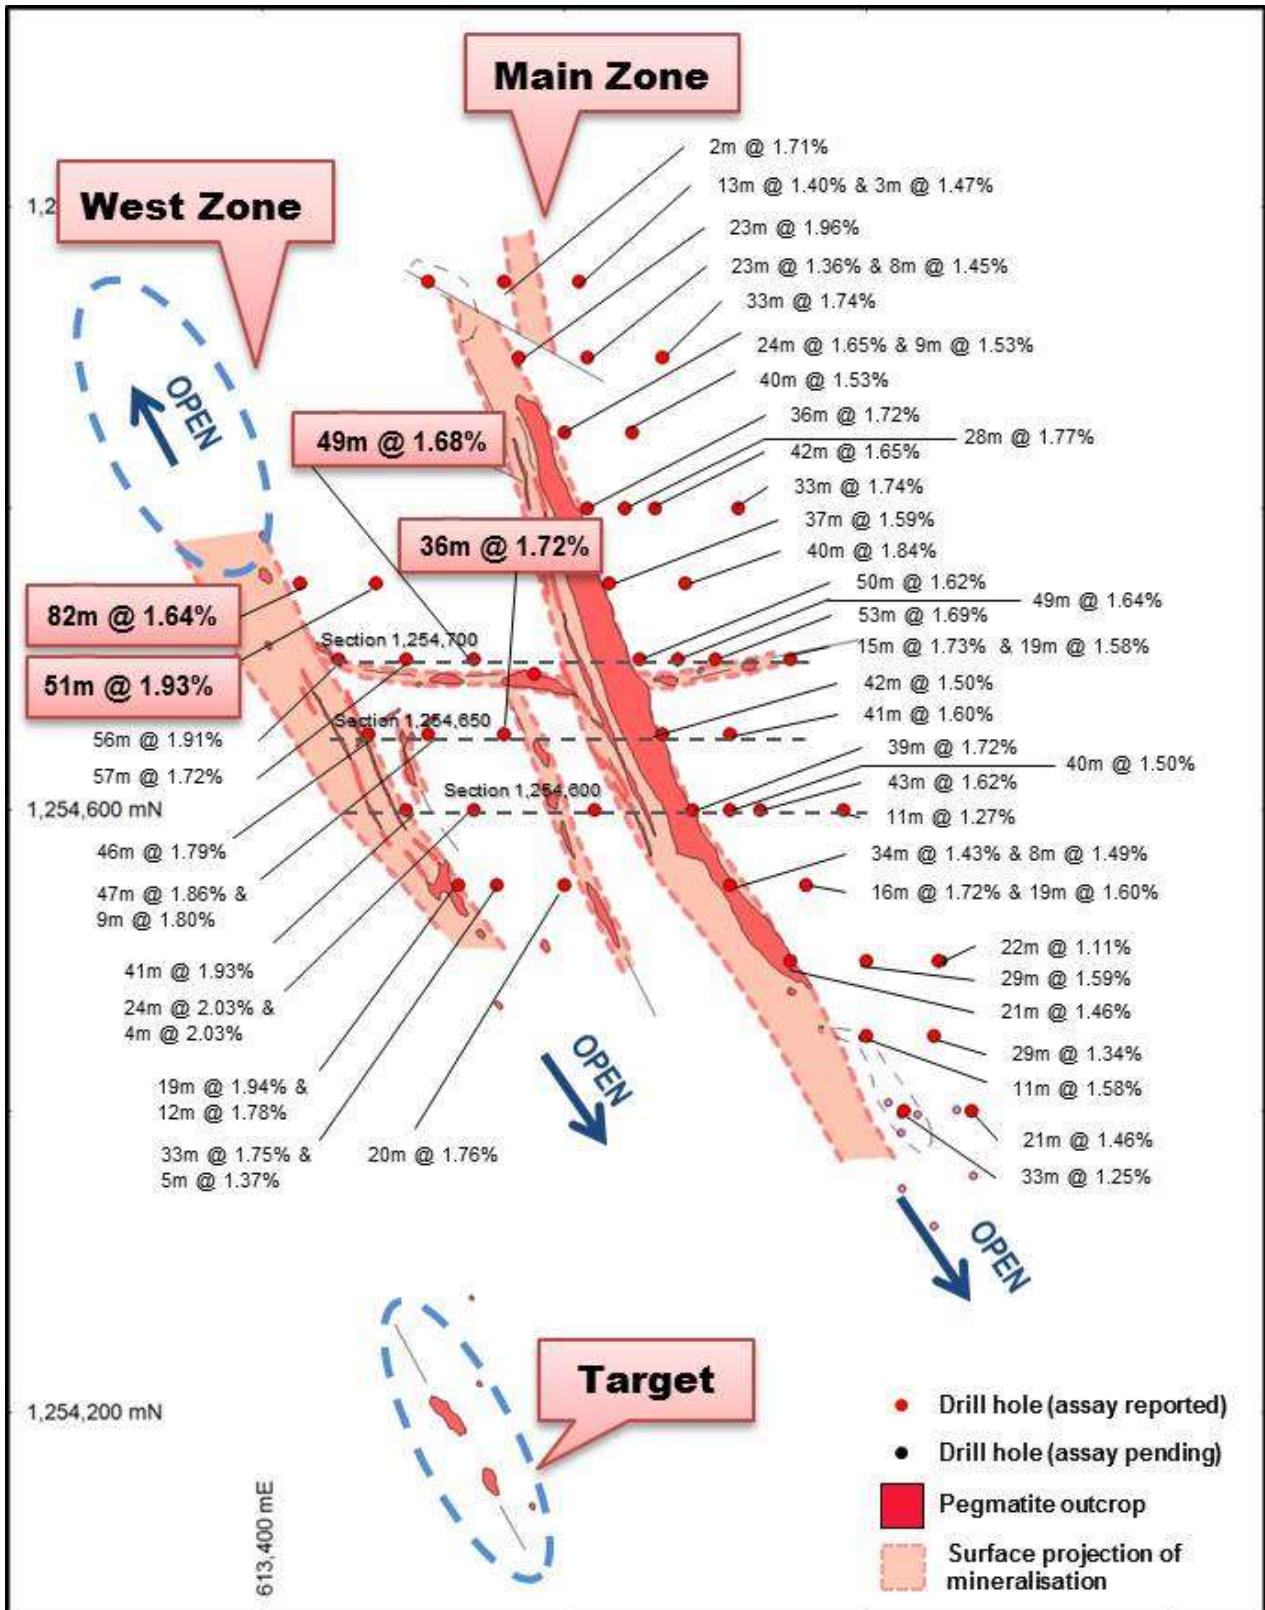 Main Zone
2m @ 1.71%
13m @ 1.40% & 3m @ 1.47%
West Zone
1,2
23m @ 1.96%
23m @ 1.36% & 8m @ 1.45%
33m @ 1.74%
24m @ 1.65% & 9m @ 1.53%
40m @ 1.53%
OPEN
36m @ 1.72%
49m @ 1.68%
28m @ 1.77%
42m @ 1.65%
33m @ 1.74%
37m @ 1.59%
36m @ 1.72%
40m @ 1.84%
50m @ 1.62%
82m @ 1.64%
49m @ 1.64%
53m @ 1.69%
Section 1,254,700
15m @ 1.73% & 19m @ 1.58%
51m @ 1.93%
42m @ 1.50%
41m @ 1.60%
Section 1,254,650
56m @ 1.91%
39m @ 1.72%
40m @ 1.50%
57m @ 1.72%
43m @ 1.62%
Section 1,254,600
1,254,600 mN
11m @ 1.27%
46m @ 1.79%
34m @ 1.43% & 8m @ 1.49%
47m @ 1.86% &
9m @ 1.80%
16m @ 1.72% & 19m @ 1.60%
22m @ 1.11%
41m @ 1.93%
29m @ 1.59%
24m @ 2.03% &
4m @ 2.03%
21m @ 1.46%
OPEN
29m @ 1.34%
19m @ 1.94% &
12m @ 1.78%
11m @ 1.58%
21m @ 1.46%
33m @ 1.75% &
5m @ 1.37%
20m @ 1.76%
33m @ 1.25%
OPEN
Target
1,254,200 mN
613,400 mE
Drill hole (assay reported)
Drill hole (assay pending)
Pegmatite outcrop
Surface projection of
mineralisation